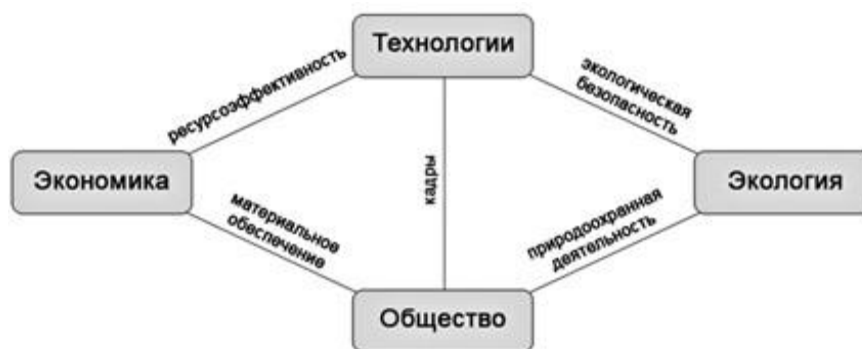 Технологии
ресурсоэффективность
экологическая
безопасность
Экономика
кадры
Экология
материальное
обеспечение
природоохранная
деятельность
Общество